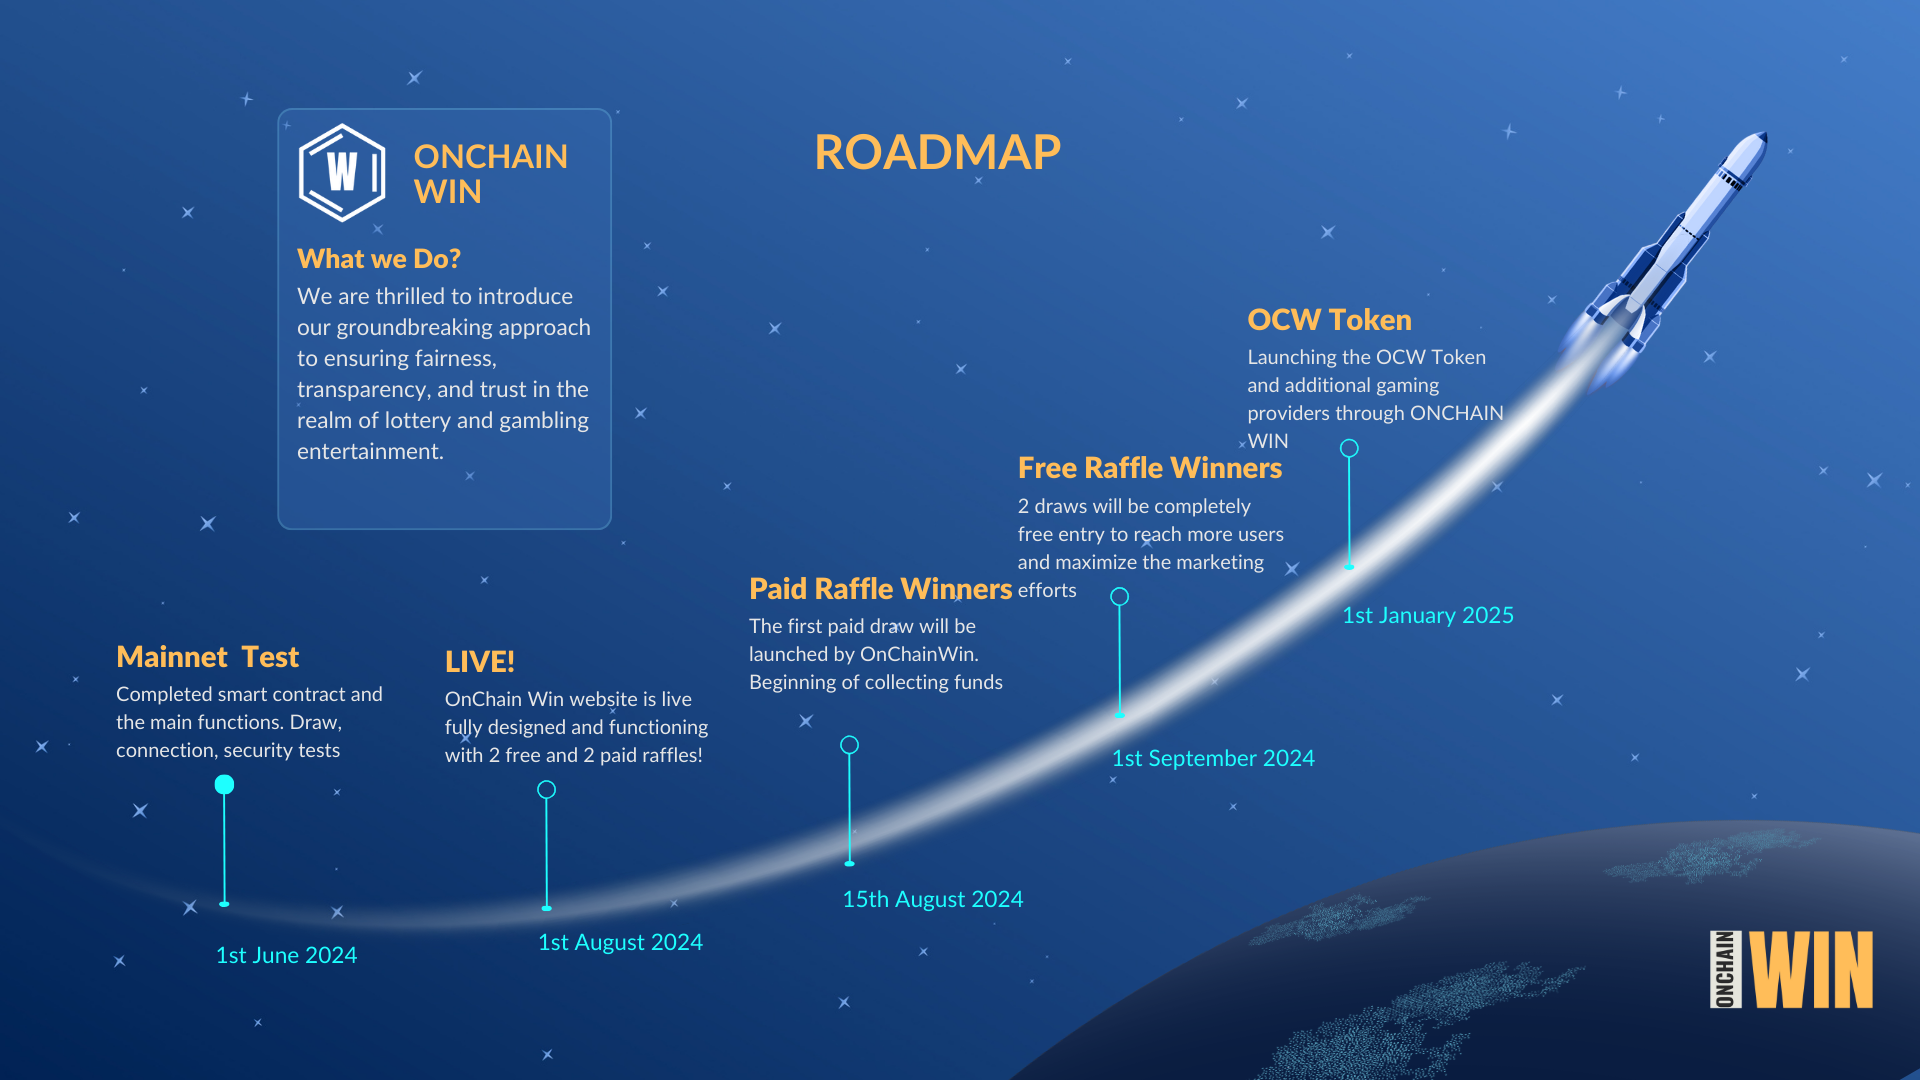 ROADMAP
W
ONCHAIN
WIN
What we Do?
We are thrilled to introduce
our groundbreaking approach
to ensuring fairness,
transparency, and trust in the
realm of lottery and gambling
entertainment.
Mainnet  Test
Completed smart contract and
the main functions. Draw,
connection, security tests
1st June 2024
LIVE!
OnChain Win website is live
fully designed and functioning
with 2 free and 2 paid raffles!
1st August 2024
Paid Raffle Winners
The first paid draw will be
launched by OnChainWin.
Beginning of collecting funds
15th August 2024
Free Raffle Winners
2 draws will be completely
free entry to reach more users
and maximize the marketing
efforts
1st September 2024
OCW Token
Launching the OCW Token
and additional gaming
providers through ONCHAIN
WIN
1st January 2025
ONCHAIN
WIN